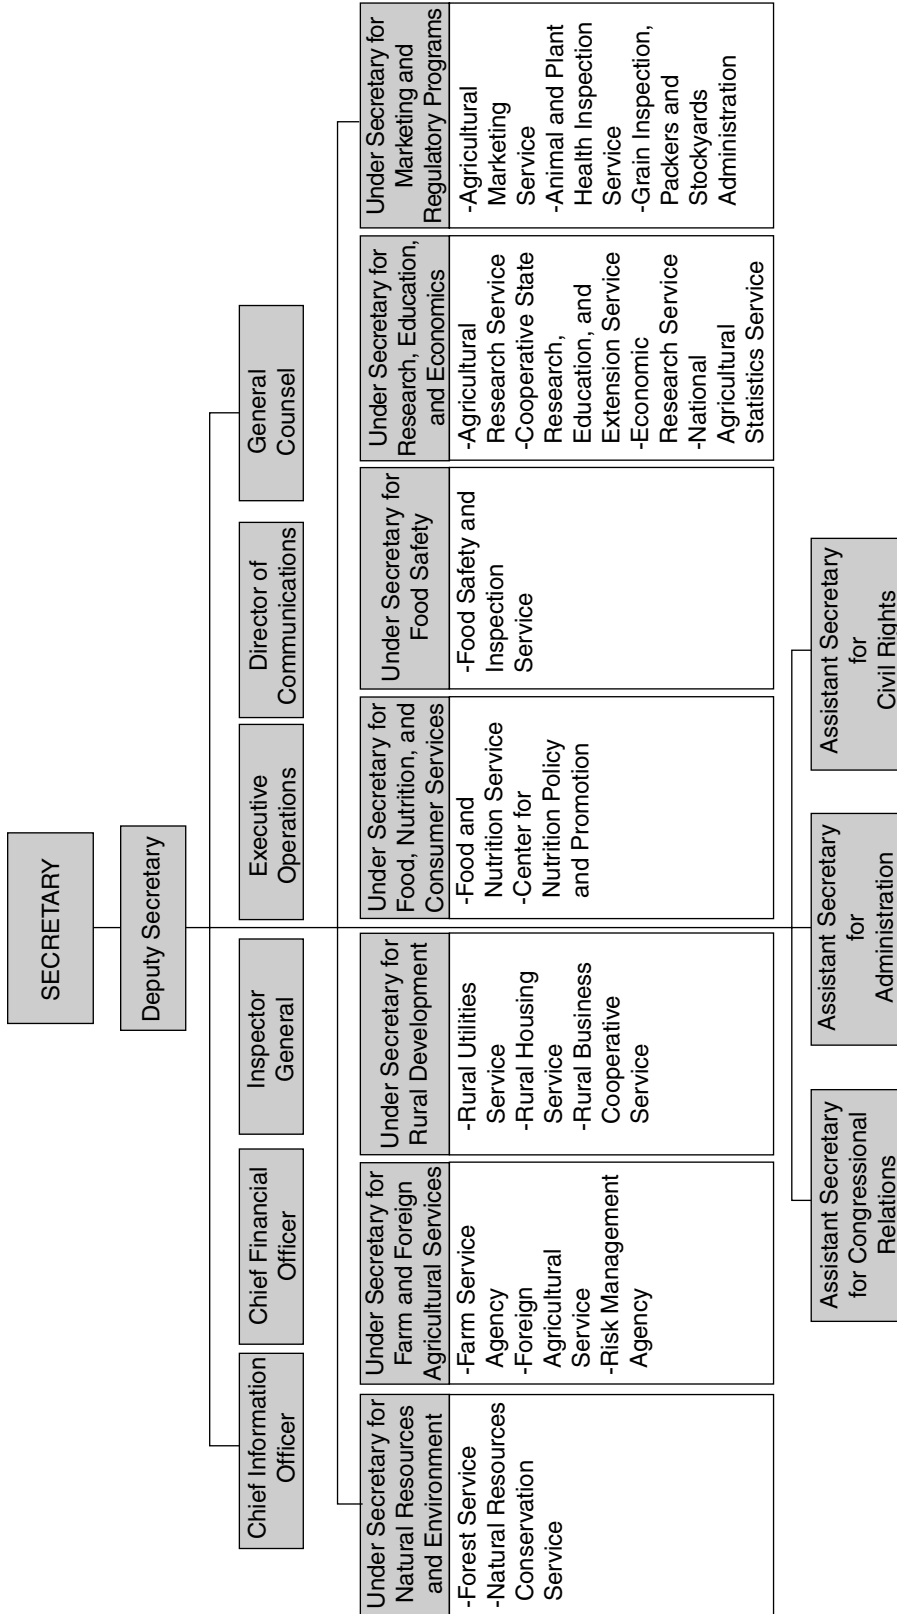 SECRETARY
Deputy Secretary
Chief Information
Officer
Chief Financial
Officer
Inspector
General
Executive
Operations
Director of
Communications
General
Counsel
Under Secretary for
Natural Resources
and Environment
-Forest Service
-Natural Resources
Conservation
Service
Under Secretary for
Farm and Foreign
Agricultural Services
-Farm Service
Agency
-Foreign
Agricultural
Service
-Risk Management
Agency
Under Secretary for
Rural Development
-Rural Utilities
Service
-Rural Housing
Service
-Rural Business
Cooperative
Service
Under Secretary for
Food, Nutrition, and
Consumer Services
-Food and
Nutrition Service
-Center for
Nutrition Policy
and Promotion
Under Secretary for
Food Safety
-Food Safety and
Inspection
Service
Under Secretary for
Research, Education,
and Economics
-Agricultural
Research Service
-Cooperative State
Research,
Education, and
Extension Service
-Economic
Research Service
-National
Agricultural
Statistics Service
Under Secretary for
Marketing and
Regulatory Programs
-Agricultural
Marketing
Service
-Animal and Plant
Health Inspection
Service
-Grain Inspection,
Packers and
Stockyards
Administration
Assistant Secretary
for Congressional
Relations
Assistant Secretary
for
Administration
Assistant Secretary
for
Civil Rights